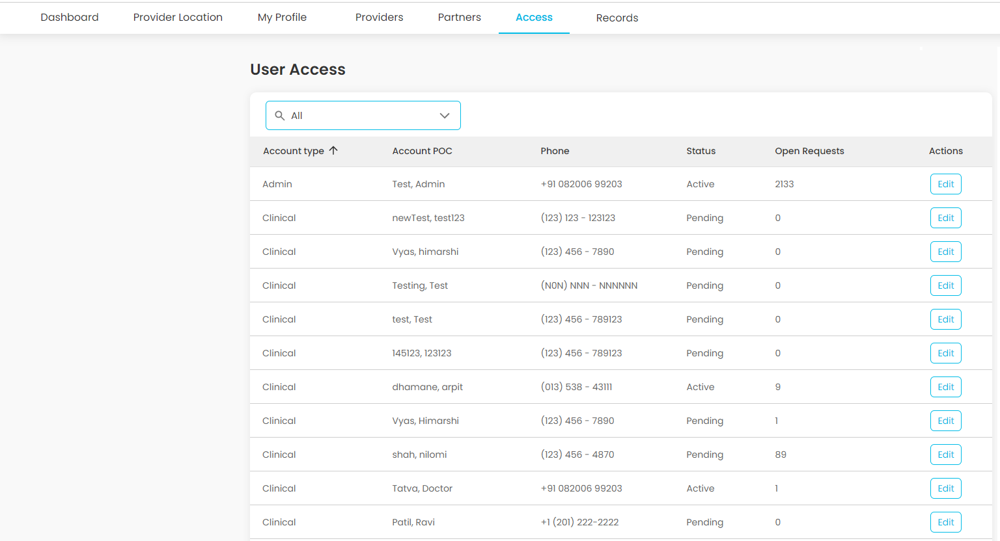 Dashboard Provider Location My Profile Providers Partners Access Records
User Access
All
Account type Account POC Phone Status Open Requests Actions
Admin Test, Admin +91 082006 99203 Active 2133 Edit
Clinical newTest, test123 (123) 123 - 123123 Pending 0 Edit
Clinical Vyas, himarshi (123) 456 - 7890 Pending 0 Edit
Clinical Testing, Test (N0N) NNN - NNNNNN Pending 0 Edit
Clinical test, Test (123) 456 - 789123 Pending 0 Edit
Clinical 145123, 123123 (123) 456 - 789123 Pending 0 Edit
Clinical dhamane, arpit (013) 538 - 43111 Active 9 Edit
Clinical Vyas, Himarshi (123) 456 - 7890 Pending 1 Edit
Clinical shah, nilomi (123) 456 - 4870 Pending 89 Edit
Clinical Tatva, Doctor +91 082006 99203 Active 1 Edit
Clinical Patil, Ravi +1 (201) 222-2222 Pending 0 Edit